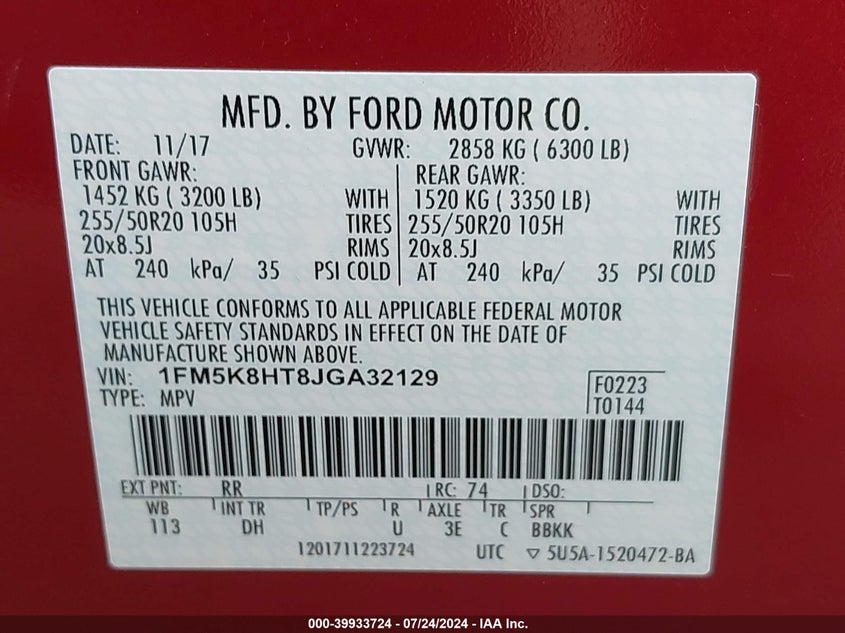 MFD. BY FORD MOTOR CO.
DATE: 11/17 GVWR: 2858 KG ( 6300 LB)
FRONT GAWR: REAR GAWR:
1452 KG ( 3200 LB) WITH 1520 KG ( 3350 LB) WITH
255/50R20 105H TIRES 255/50R20 105H TIRES
20x8.5J RIMS 20x8.5J RIMS
AT 240 kPa/ 35 PSI COLD AT 240 kPa/ 35 PSI COLD
THIS VEHICLE CONFORMS TO ALL APPLICABLE FEDERAL MOTOR
VEHICLE SAFETY STANDARDS IN EFFECT ON THE DATE OF
MANUFACTURE SHOWN ABOVE.
VIN: 1FM5K8HT8JGA32129 F0223
TYPE: MPV T0144
EXT PNT: RR RC: 74 DSO:
WB INT TR TP/PS R AXLE TR SPR
113 DH U 3E C BBKK
1201711223724 UTC ▽ 5U5A-1520472-BA
000-39933724 - 07/24/2024 - IAA Inc.